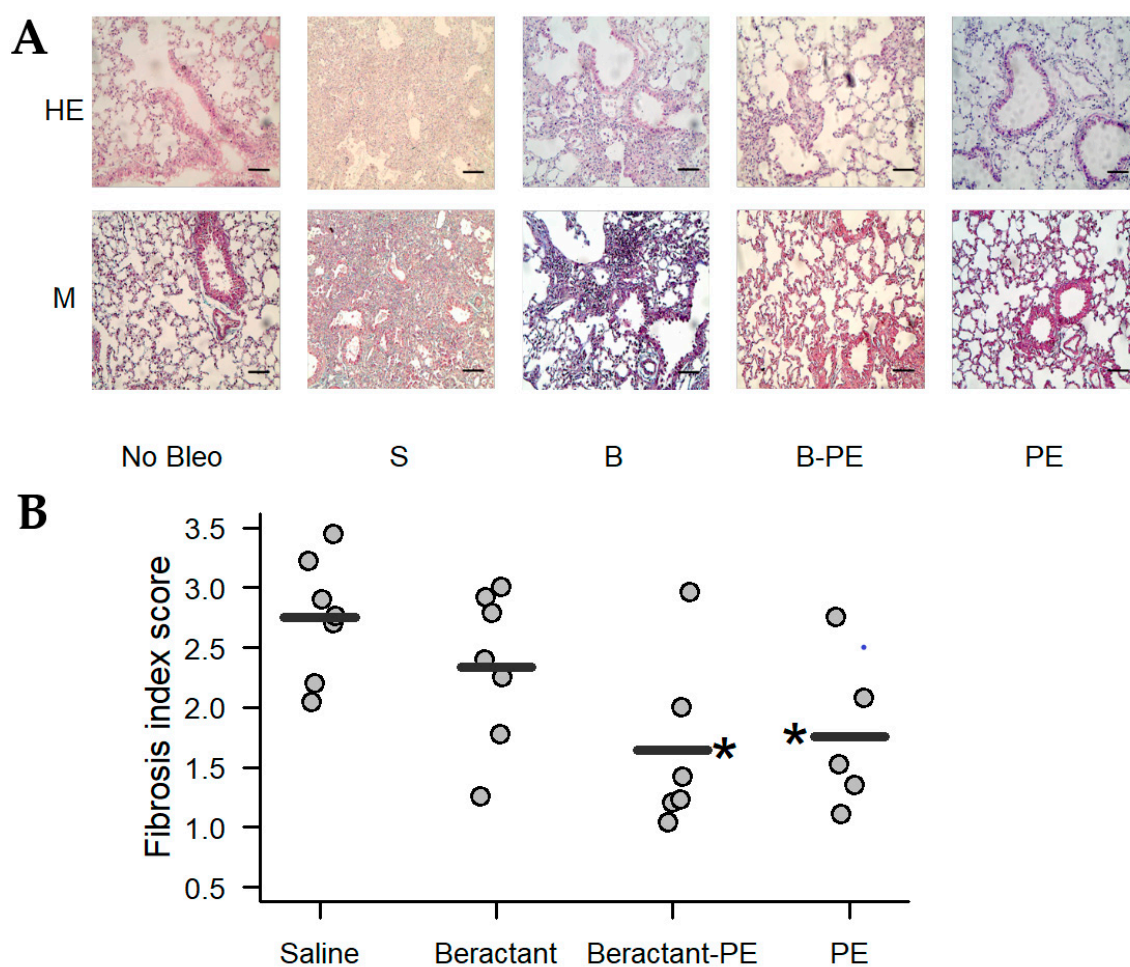 A
HE
M
No Bleo S B B-PE PE
B
Fibrosis index score
3.5
3.0
2.5
2.0
1.5
1.0
0.5
*
*
Saline Beractant Beractant-PE PE